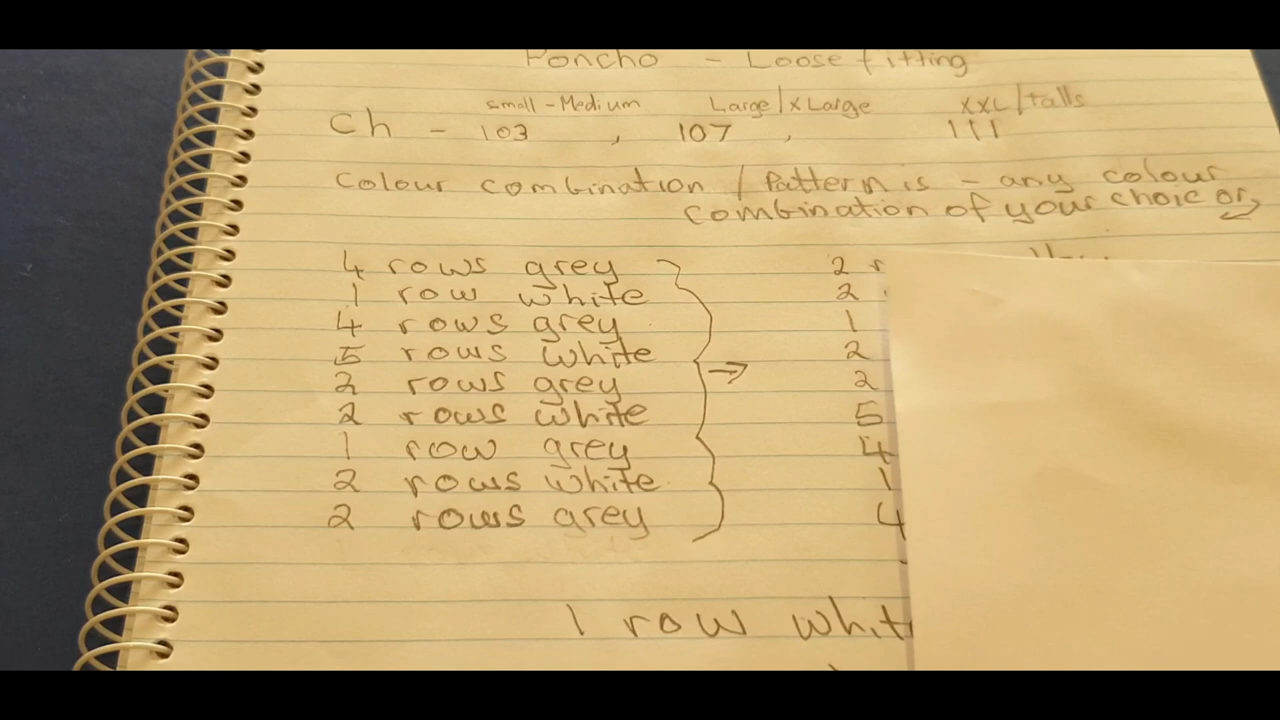 Poncho - Loose fitting
small-Medium Large/xLarge XXL/talls
Ch - 103 , 107 , 111
Colour combination / Pattern is - any colour
combination of your choic or
4 rows grey
1 row white
4 rows grey
5 rows white
2 rows grey
2 rows white
1 row grey
2 rows white
2 rows grey
2
2
1
2
2
5
4
1
4
1 row whit